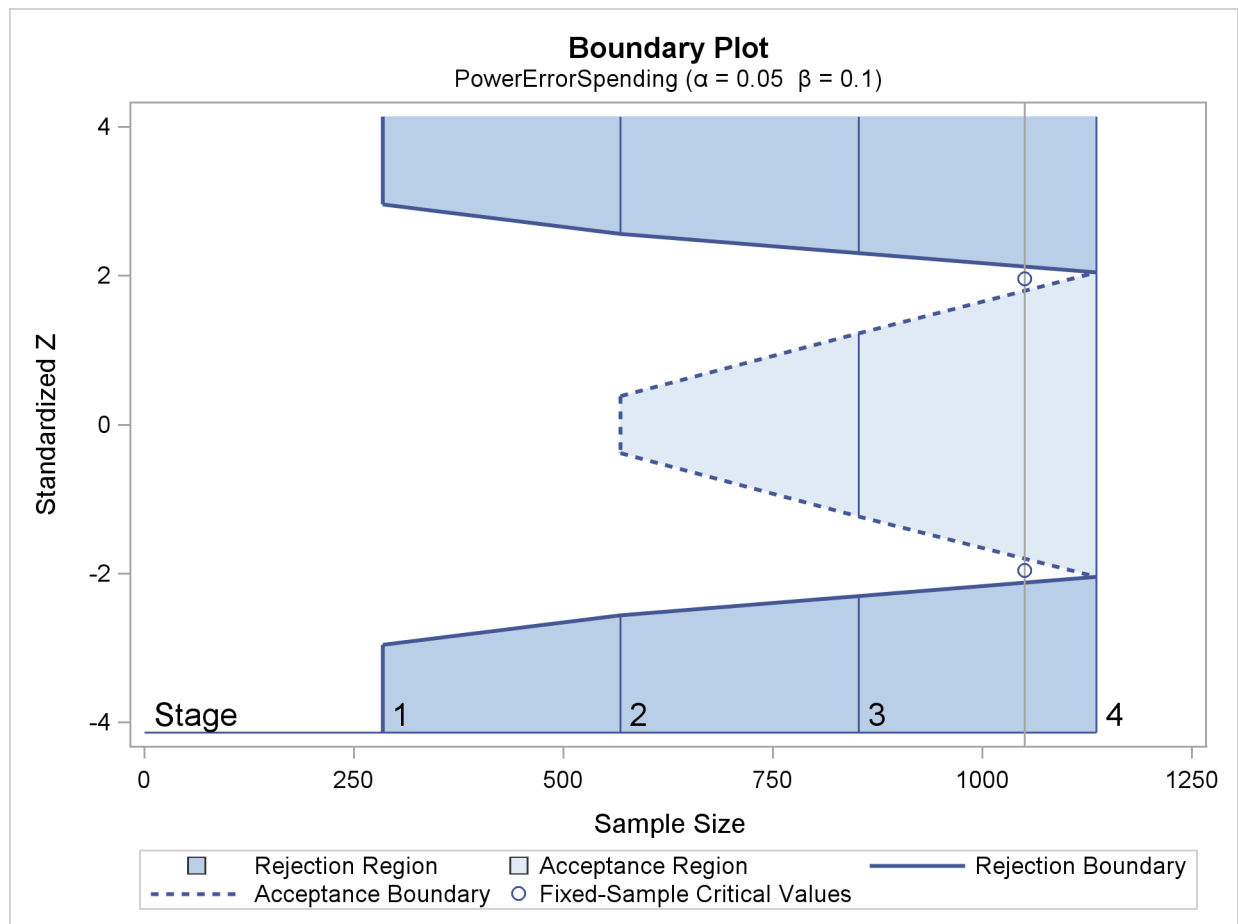 Boundary Plot
PowerErrorSpending (α = 0.05 β = 0.1)
Standardized Z
4
2
0
-2
-4
Stage 1 2 3 4
0 250 500 750 1000 1250
Sample Size
Rejection Region Acceptance Region Rejection Boundary
Acceptance Boundary Fixed-Sample Critical Values